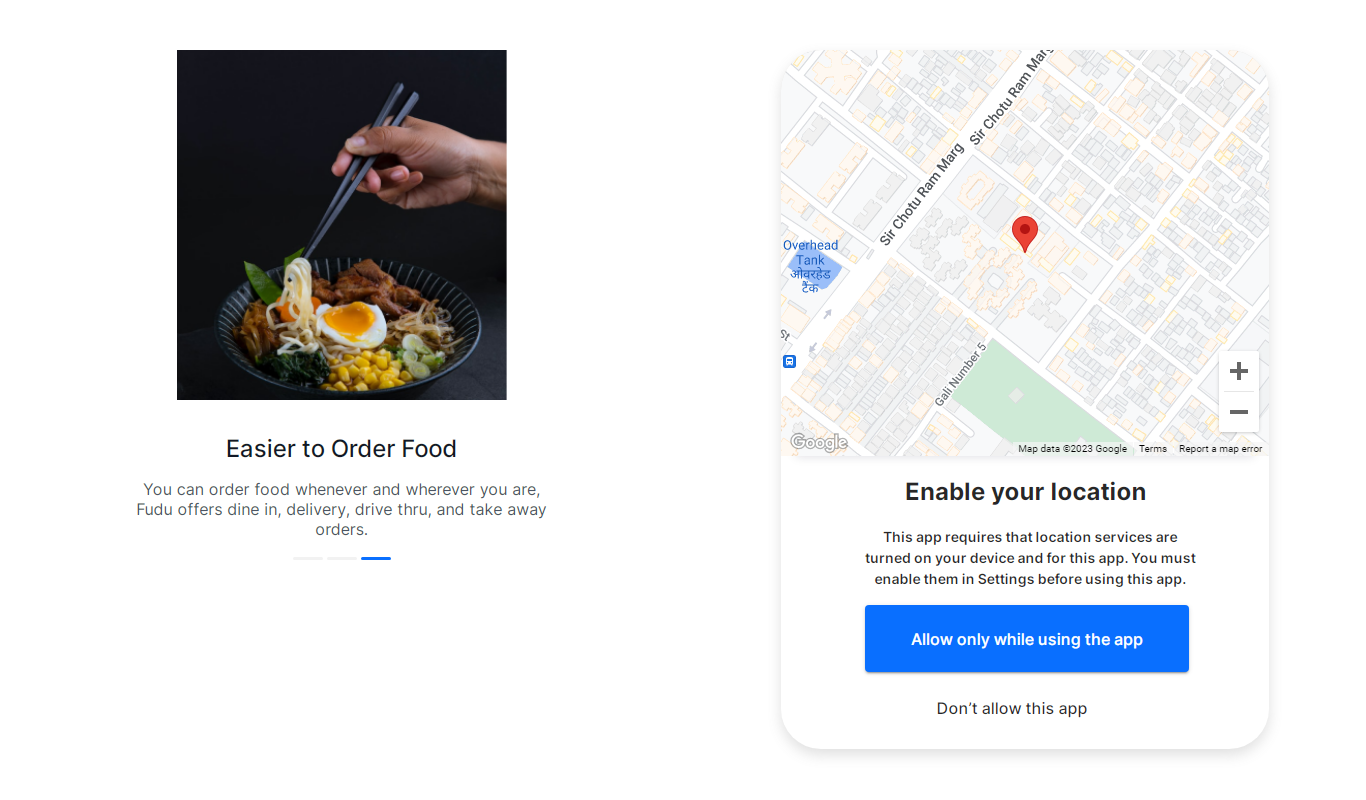 Easier to Order Food
You can order food whenever and wherever you are,
Fudu offers dine in, delivery, drive thru, and take away
orders.
Sir Chotu Ram Marg
Sir Chotu Ram Marg
Overhead
Tank
ओवरहेड
टैंक
St
Gali Number 5
Google
Map data ©2023 Google
Terms
Report a map error
Enable your location
This app requires that location services are
turned on your device and for this app. You must
enable them in Settings before using this app.
Allow only while using the app
Don’t allow this app